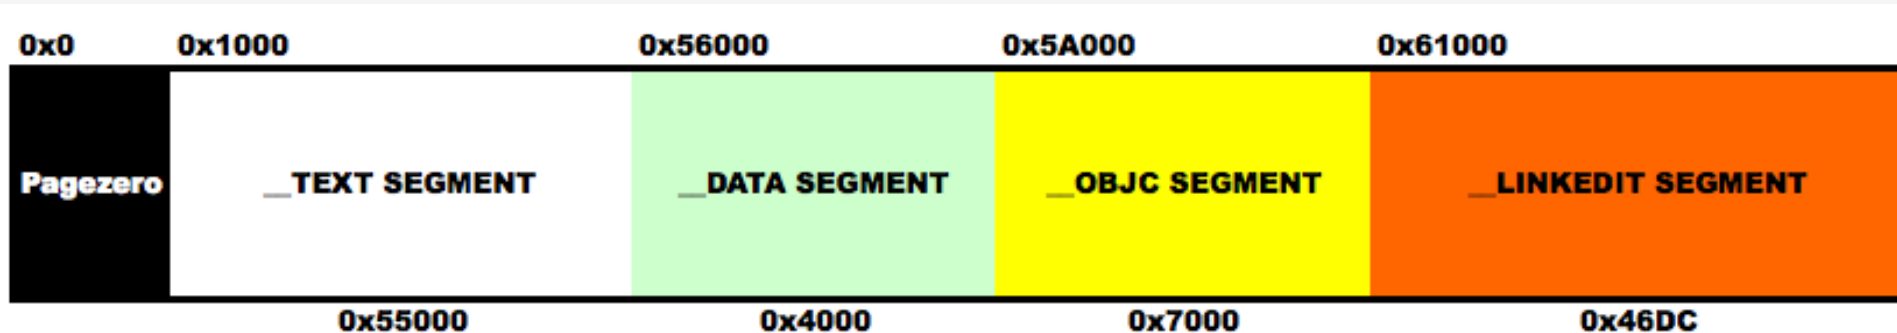 0x0 0x1000 0x56000 0x5A000 0x61000
Pagezero __TEXT SEGMENT __DATA SEGMENT __OBJC SEGMENT __LINKEDIT SEGMENT
0x55000 0x4000 0x7000 0x46DC